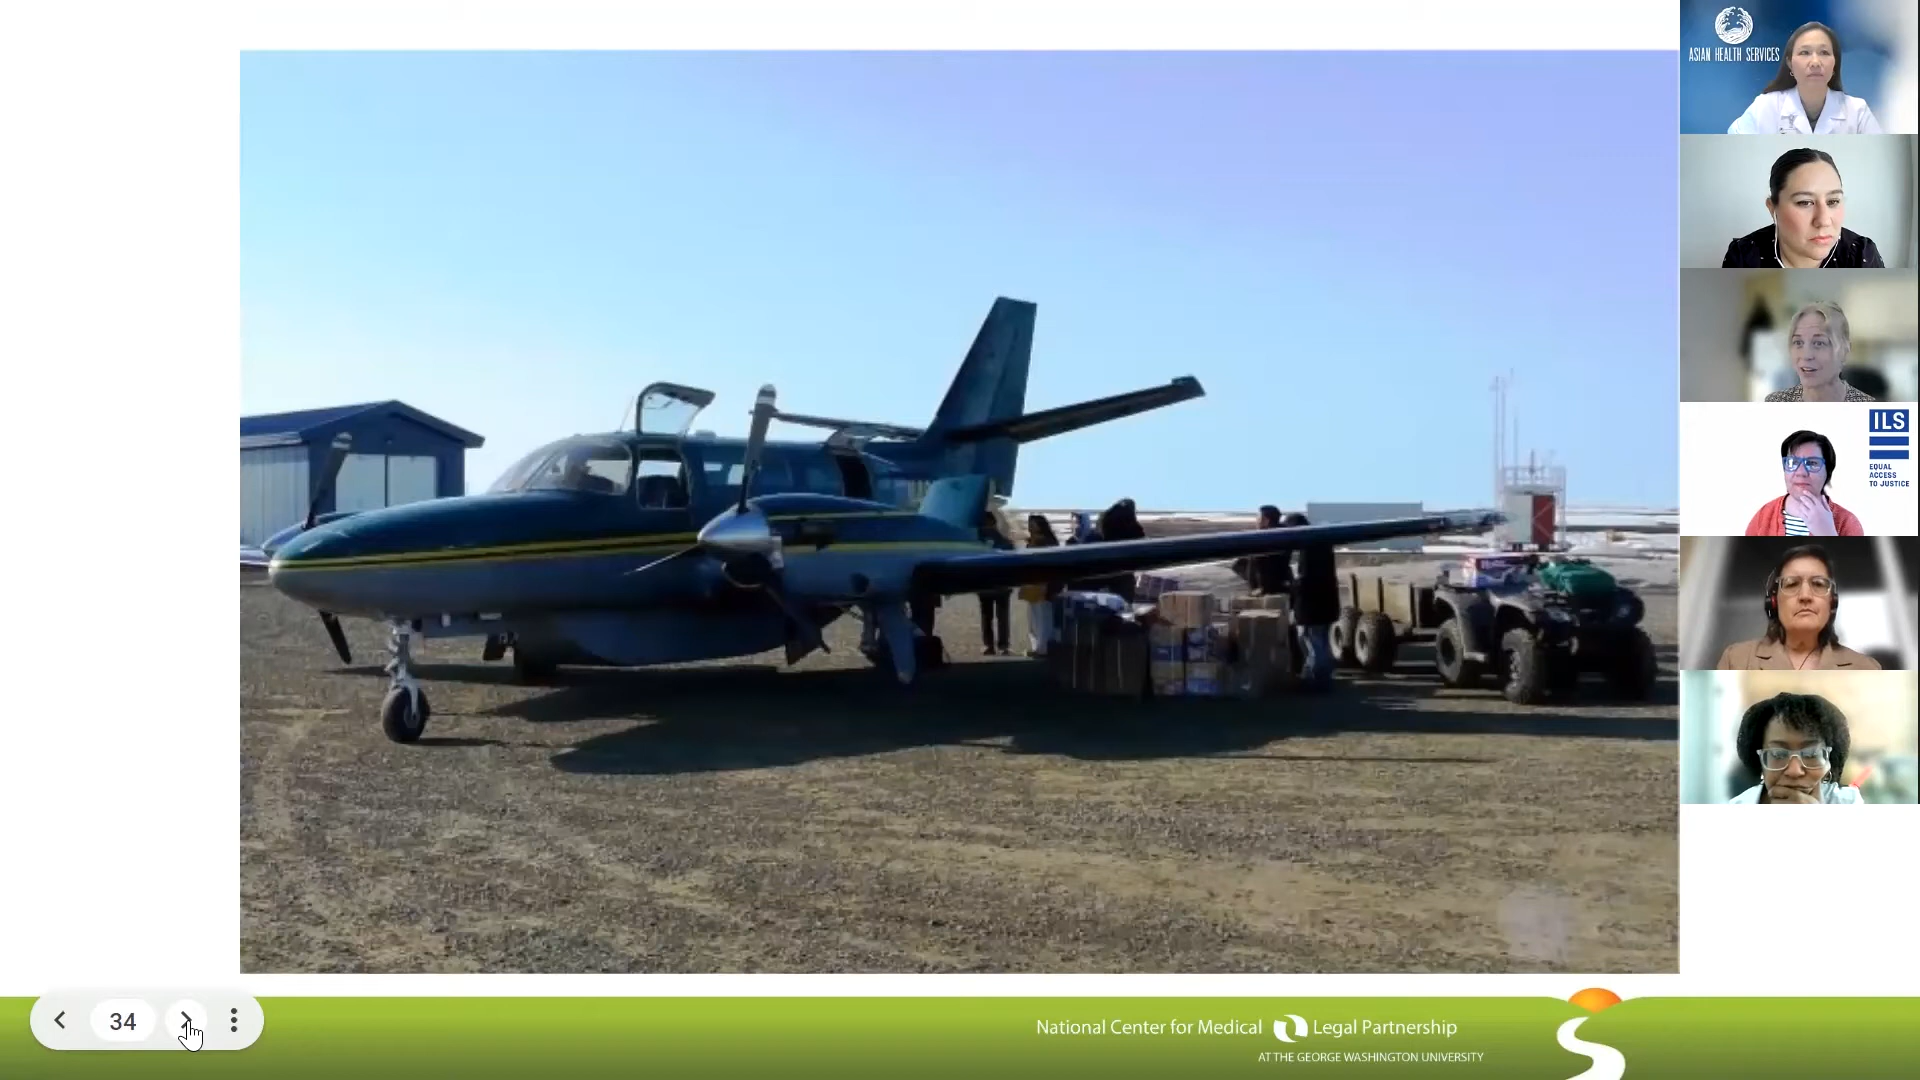 ASIAN HEALTH SERVICES
ILS
EQUAL
ACCESS
TO JUSTICE
34
National Center for Medical Legal Partnership
AT THE GEORGE WASHINGTON UNIVERSITY